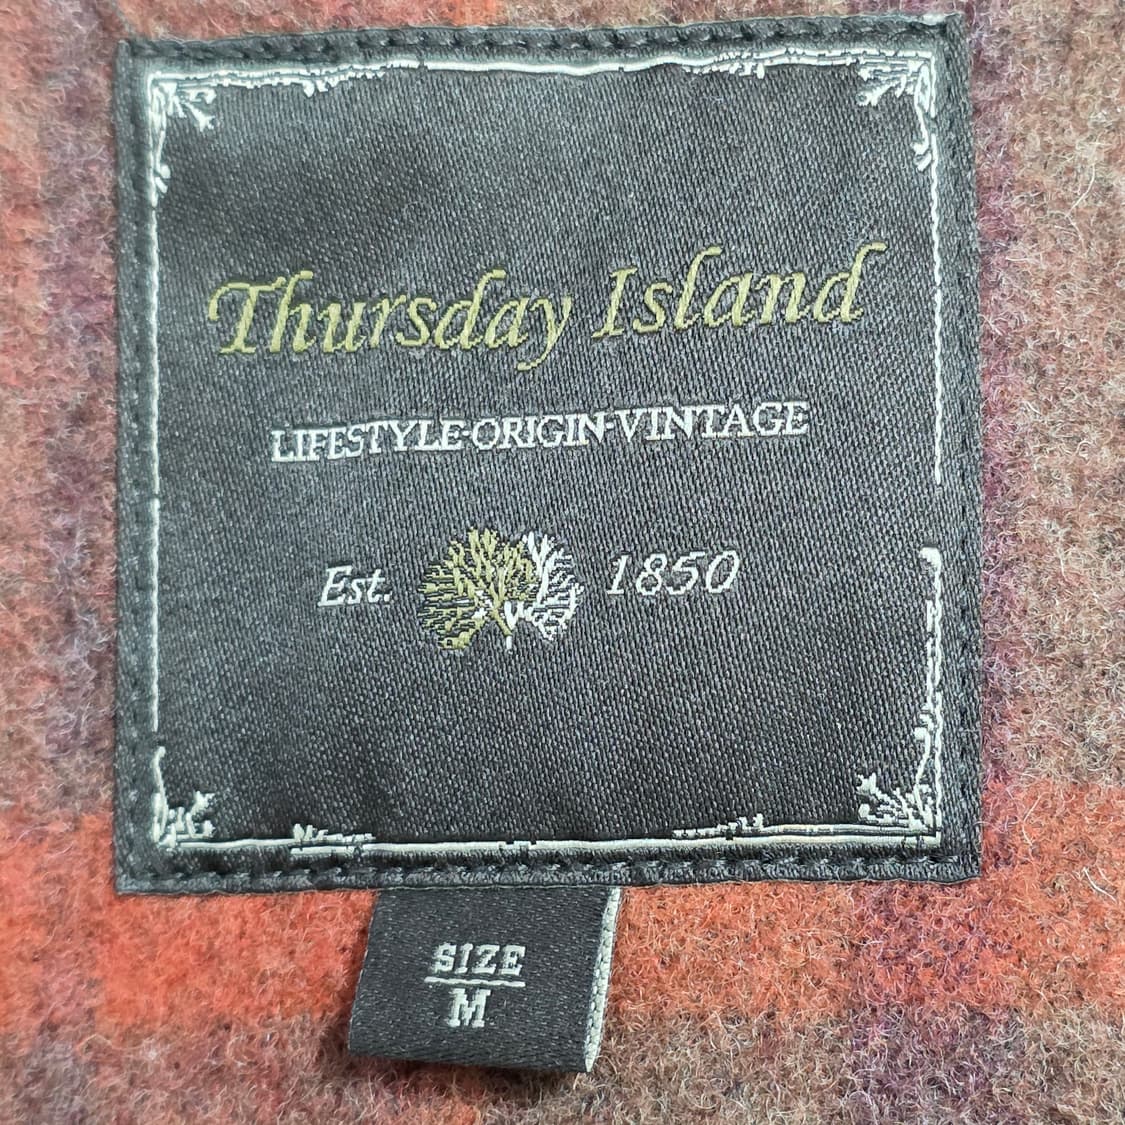 Thursday Island
LIFESTYLE·ORIGIN·VINTAGE
Est. 1850
SIZE
M